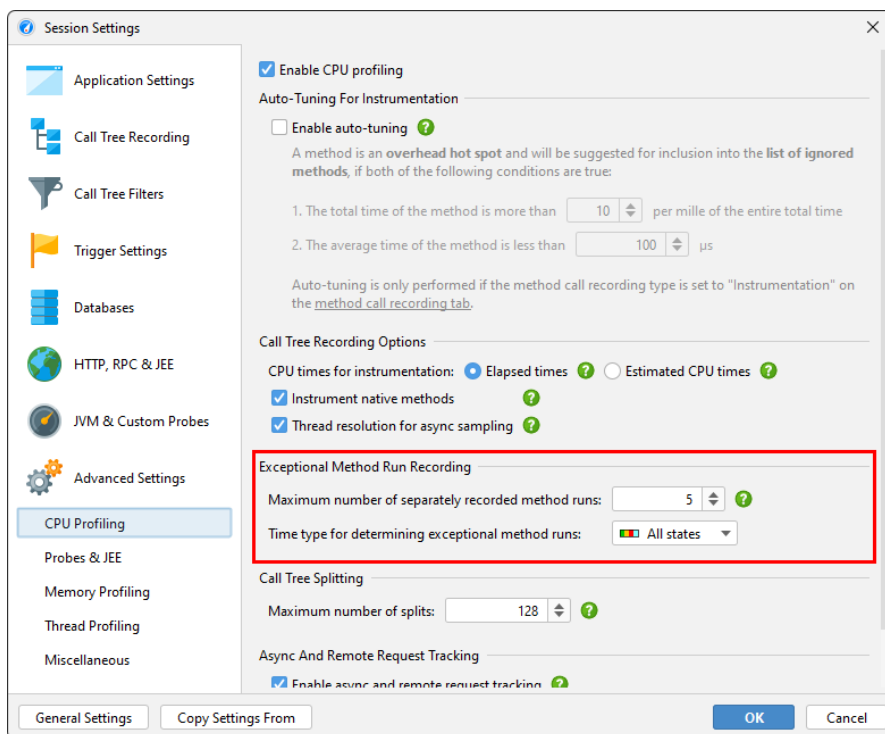 Session Settings
Application Settings
Call Tree Recording
Call Tree Filters
Trigger Settings
Databases
HTTP, RPC & JEE
JVM & Custom Probes
Advanced Settings
CPU Profiling
Probes & JEE
Memory Profiling
Thread Profiling
Miscellaneous
Enable CPU profiling
Auto-Tuning For Instrumentation
Enable auto-tuning ?
A method is an overhead hot spot and will be suggested for inclusion into the list of ignored
methods, if both of the following conditions are true:
1. The total time of the method is more than 10 per mille of the entire total time
2. The average time of the method is less than 100 µs
Auto-tuning is only performed if the method call recording type is set to "Instrumentation" on
the method call recording tab.
Call Tree Recording Options
CPU times for instrumentation: Elapsed times ? Estimated CPU times ?
Instrument native methods ?
Thread resolution for async sampling ?
Exceptional Method Run Recording
Maximum number of separately recorded method runs: 5 ?
Time type for determining exceptional method runs: All states
Call Tree Splitting
Maximum number of splits: 128 ?
Async And Remote Request Tracking
Enable async and remote request tracking ?
General Settings Copy Settings From OK Cancel